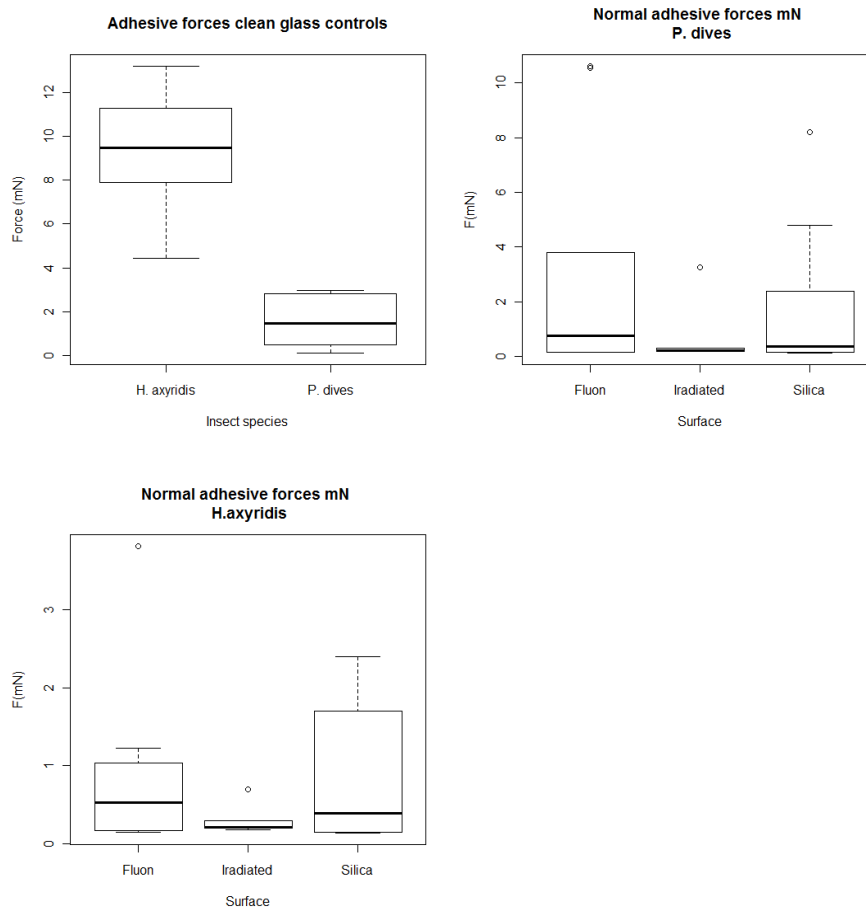 Adhesive forces clean glass controls
Force (mN)
12
10
8
6
4
2
0
H. axyridis P. dives
Insect species
Normal adhesive forces mN
P. dives
F(mN)
10
8
6
4
2
0
Fluon Iradiated Silica
Surface
Normal adhesive forces mN
H.axyridis
F(mN)
3
2
1
0
Fluon Iradiated Silica
Surface